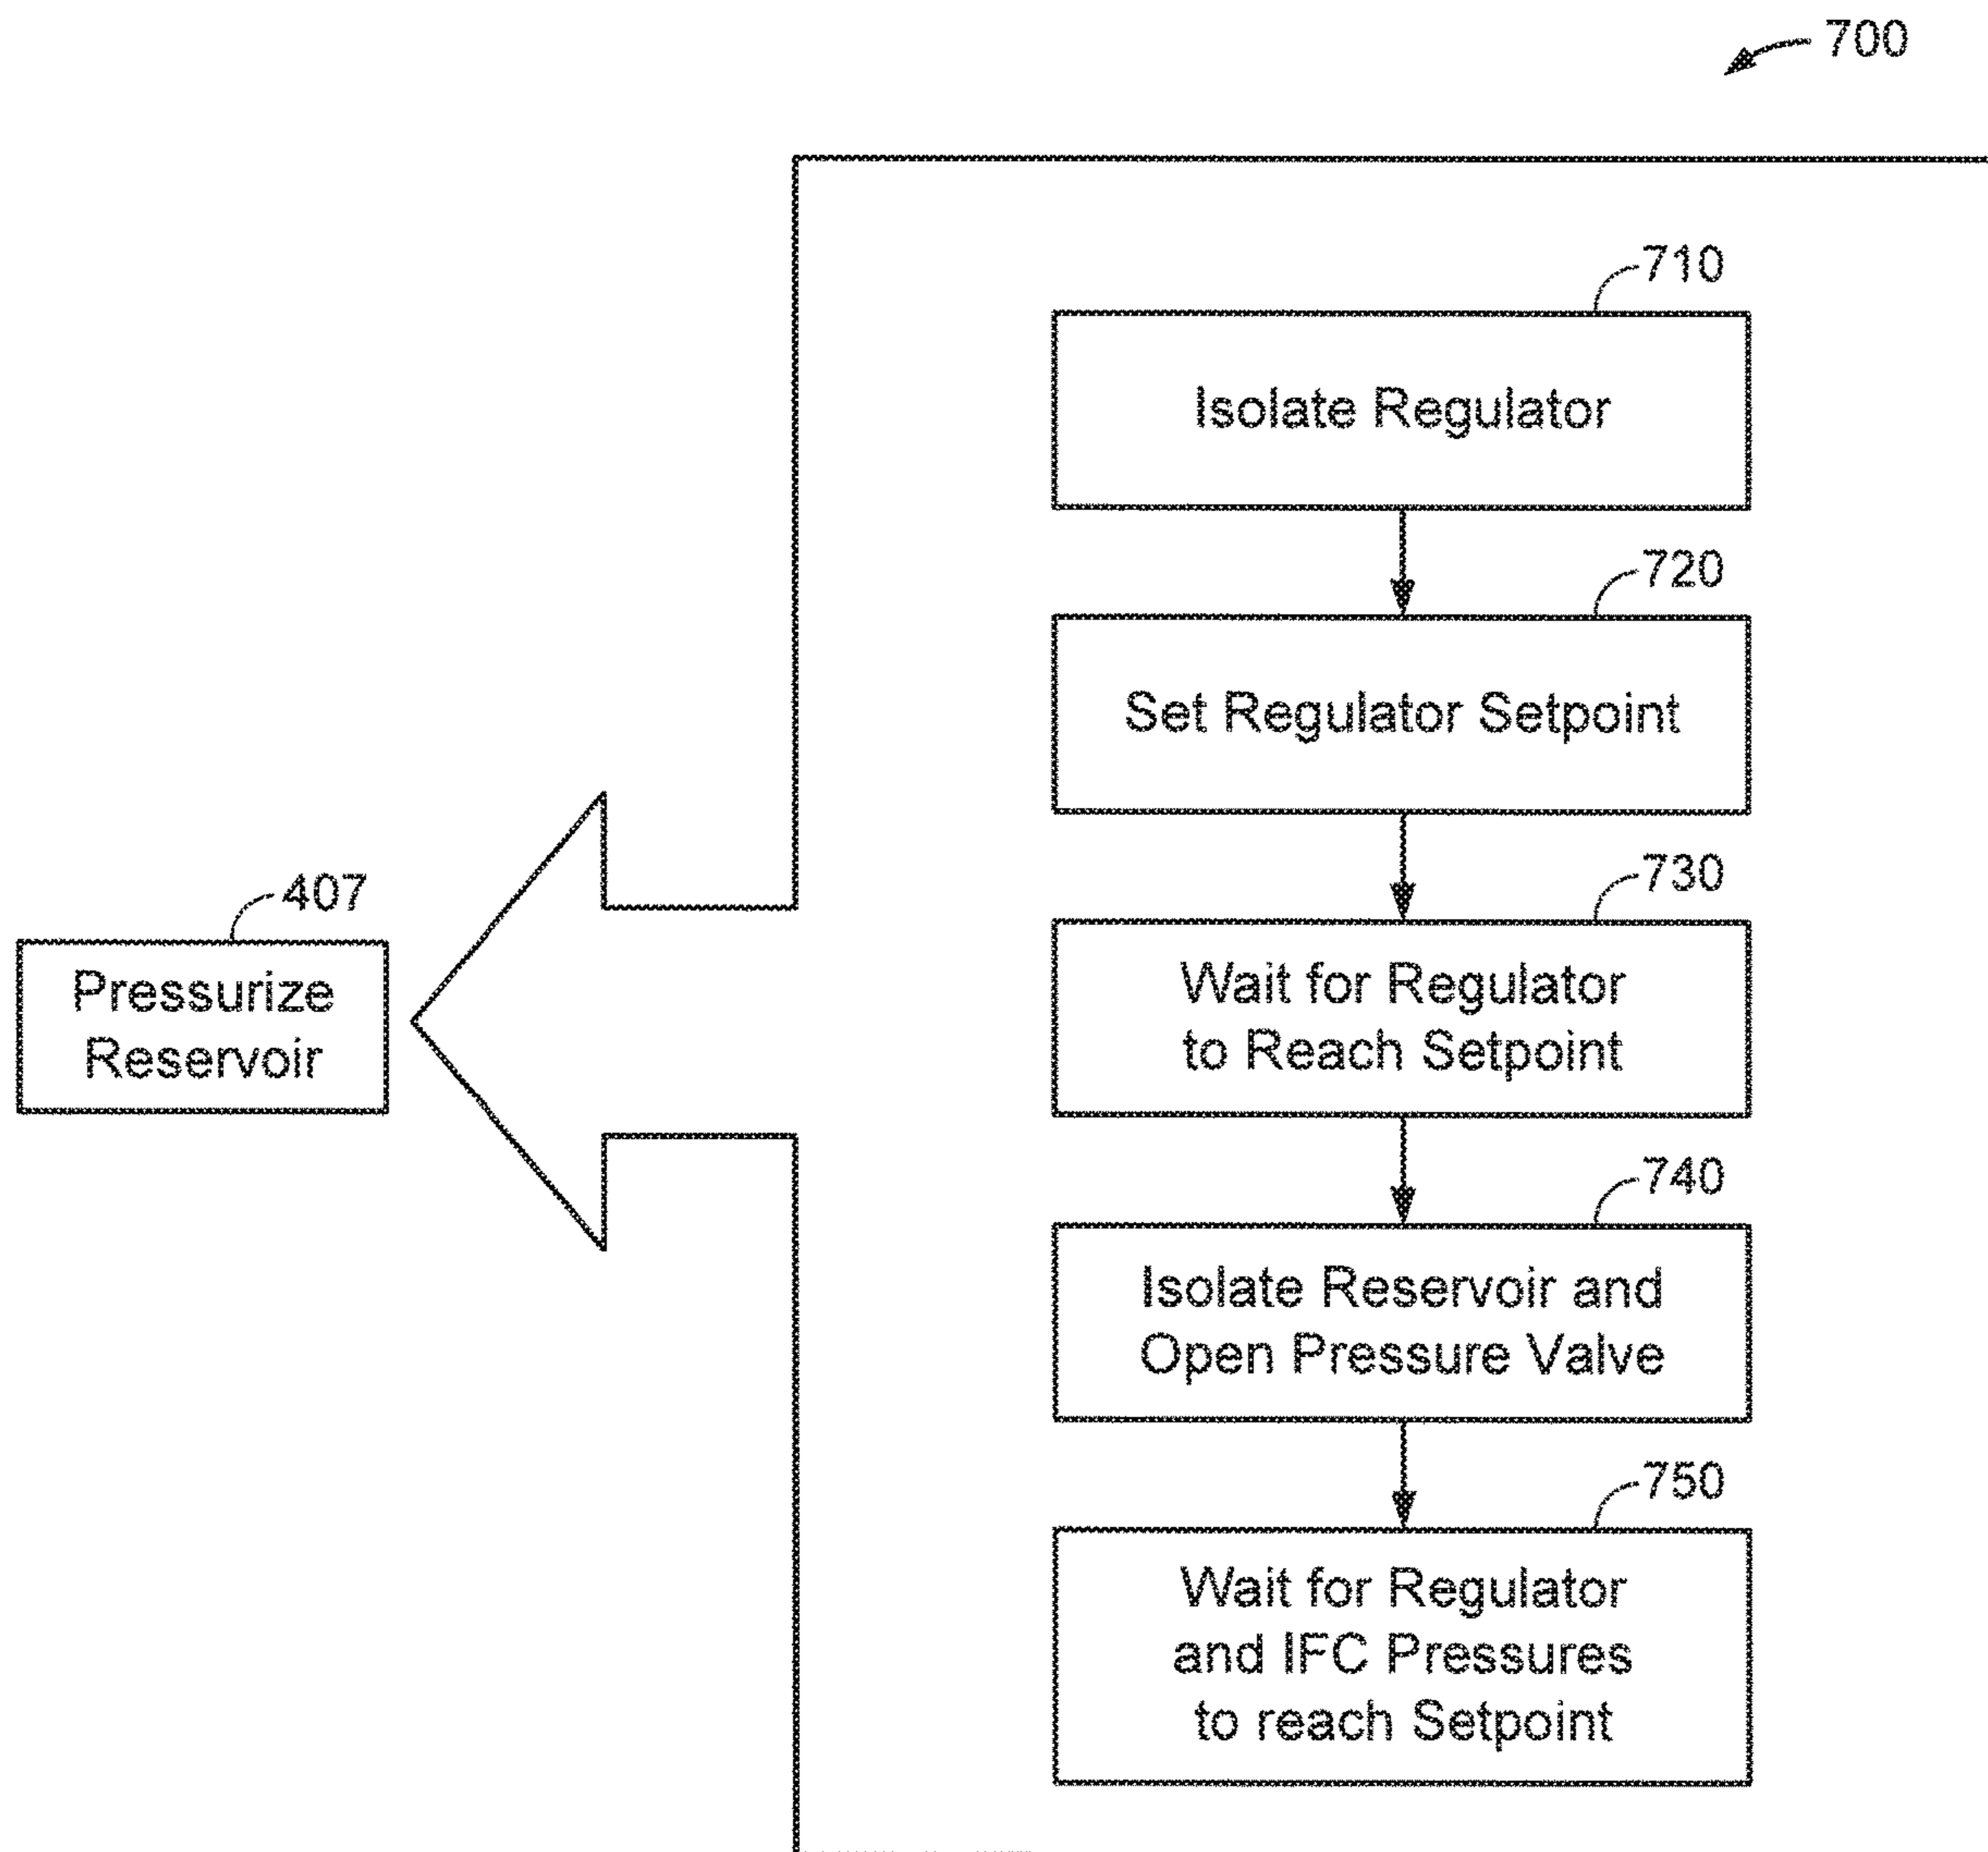 700
710
Isolate Regulator
720
Set Regulator Setpoint
730
Wait for Regulator
to Reach Setpoint
407
Pressurize
Reservoir
740
Isolate Reservoir and
Open Pressure Valve
750
Wait for Regulator
and IFC Pressures
to reach Setpoint